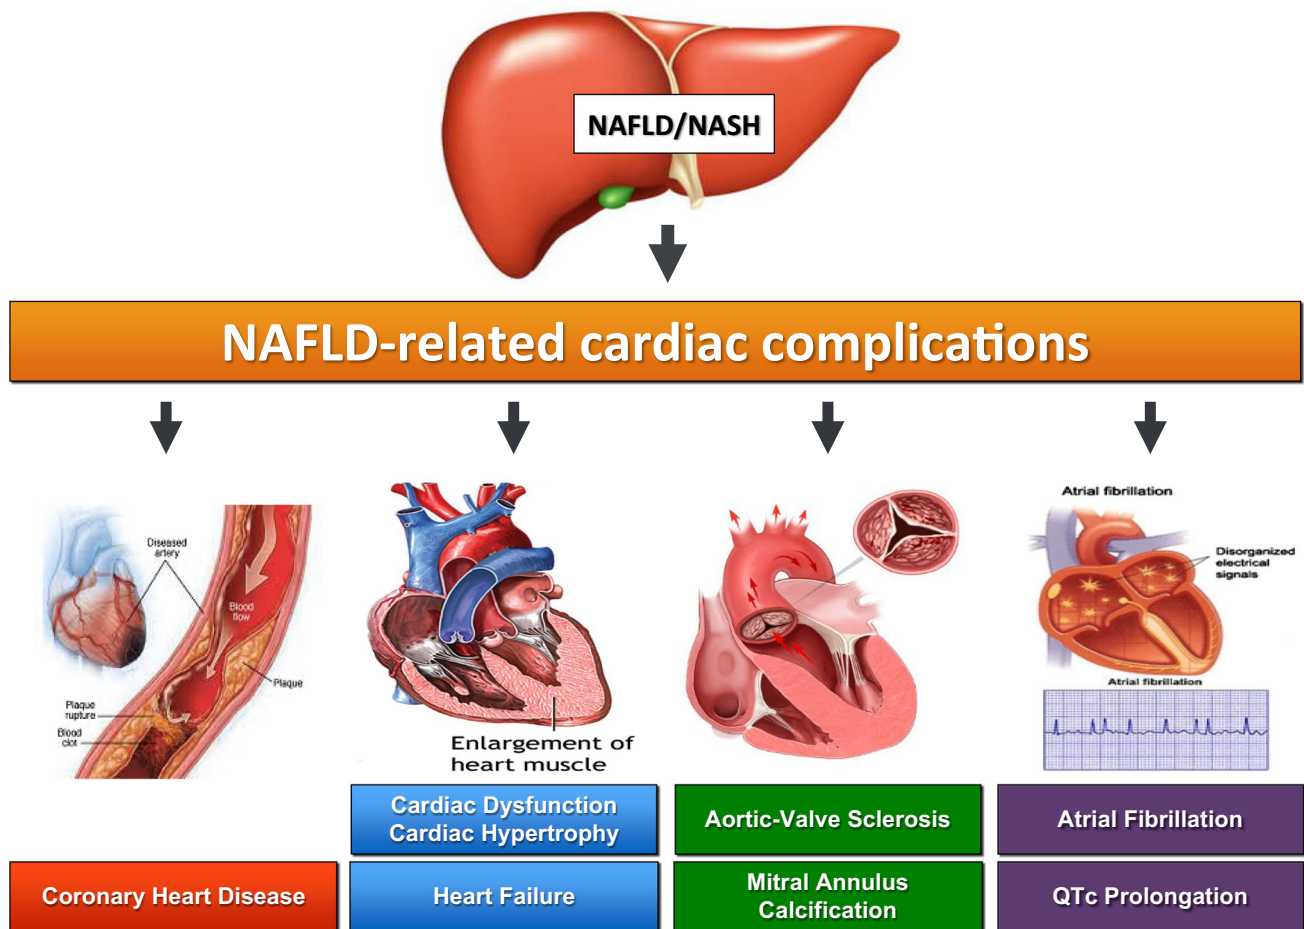 NAFLD/NASH
NAFLD-related cardiac complications
Diseased
artery
Blood
flow
Plaque
Plaque
rupture
Blood
clot
Enlargement of
heart muscle
Atrial fibrillation
Disorganized
electrical
signals
Atrial fibrillation
Cardiac Dysfunction
Cardiac Hypertrophy
Aortic-Valve Sclerosis
Atrial Fibrillation
Coronary Heart Disease
Heart Failure
Mitral Annulus
Calcification
QTc Prolongation